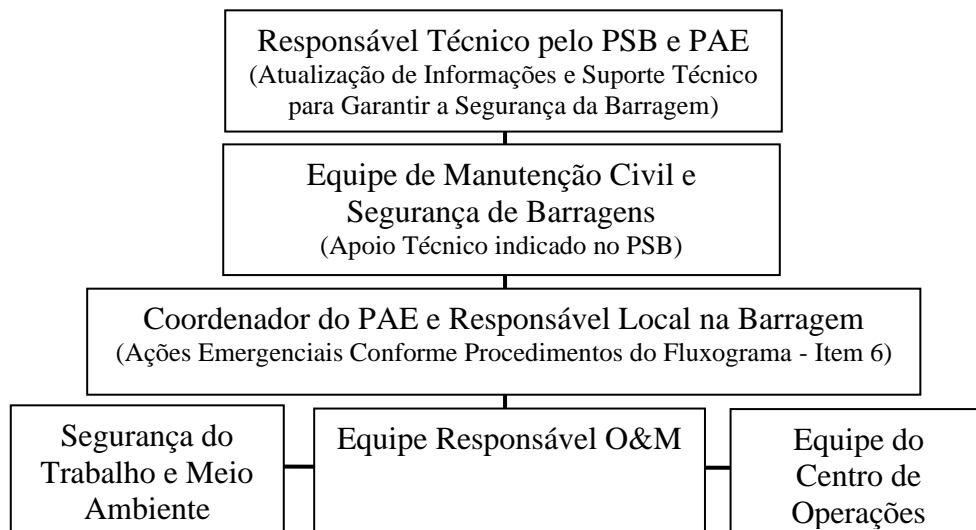 Responsável Técnico pelo PSB e PAE
(Atualização de Informações e Suporte Técnico
para Garantir a Segurança da Barragem)
Equipe de Manutenção Civil e
Segurança de Barragens
(Apoio Técnico indicado no PSB)
Coordenador do PAE e Responsável Local na Barragem
(Ações Emergenciais Conforme Procedimentos do Fluxograma - Item 6)
Segurança do
Trabalho e Meio
Ambiente
Equipe Responsável O&M
Equipe do
Centro de
Operações